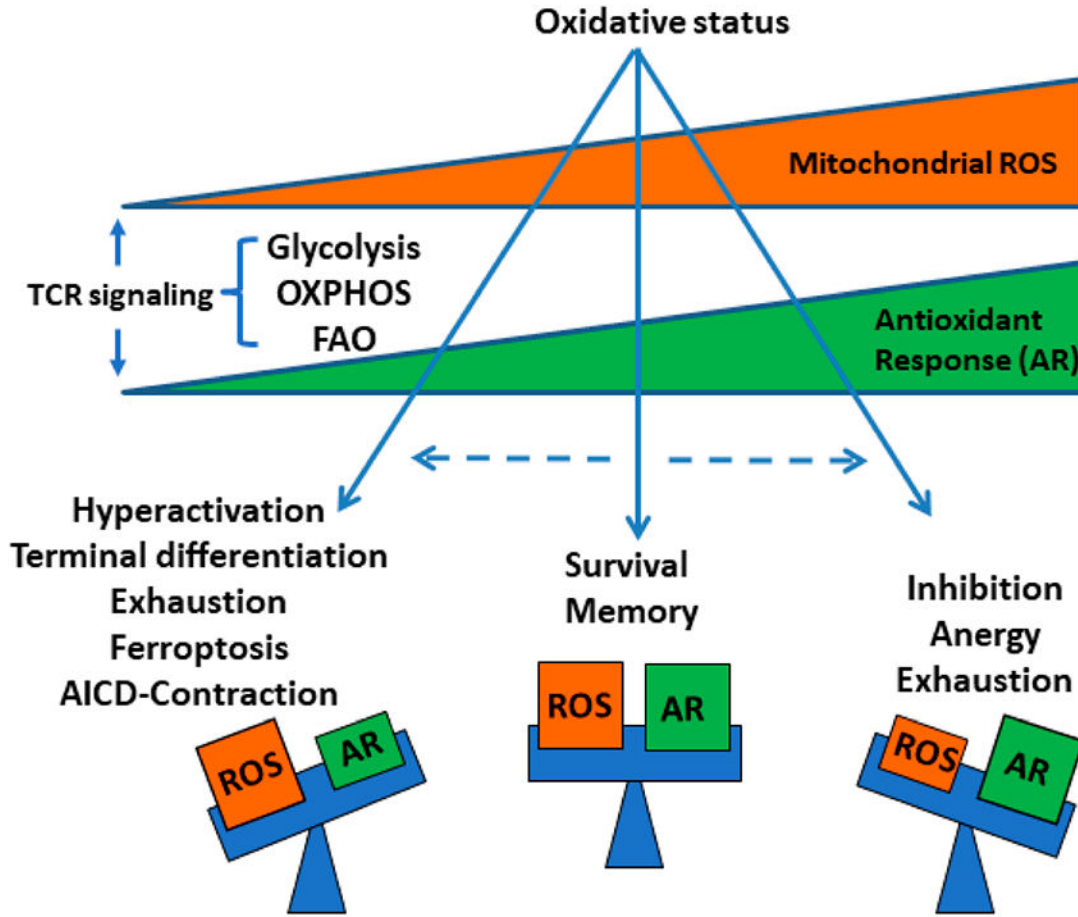 Oxidative status
Mitochondrial ROS
Glycolysis
TCR signaling
OXPHOS
FAO
Antioxidant
Response (AR)
Hyperactivation
Terminal differentiation
Exhaustion
Ferroptosis
AICD-Contraction
Survival
Memory
Inhibition
Anergy
Exhaustion
ROS
AR
ROS
AR
ROS
AR